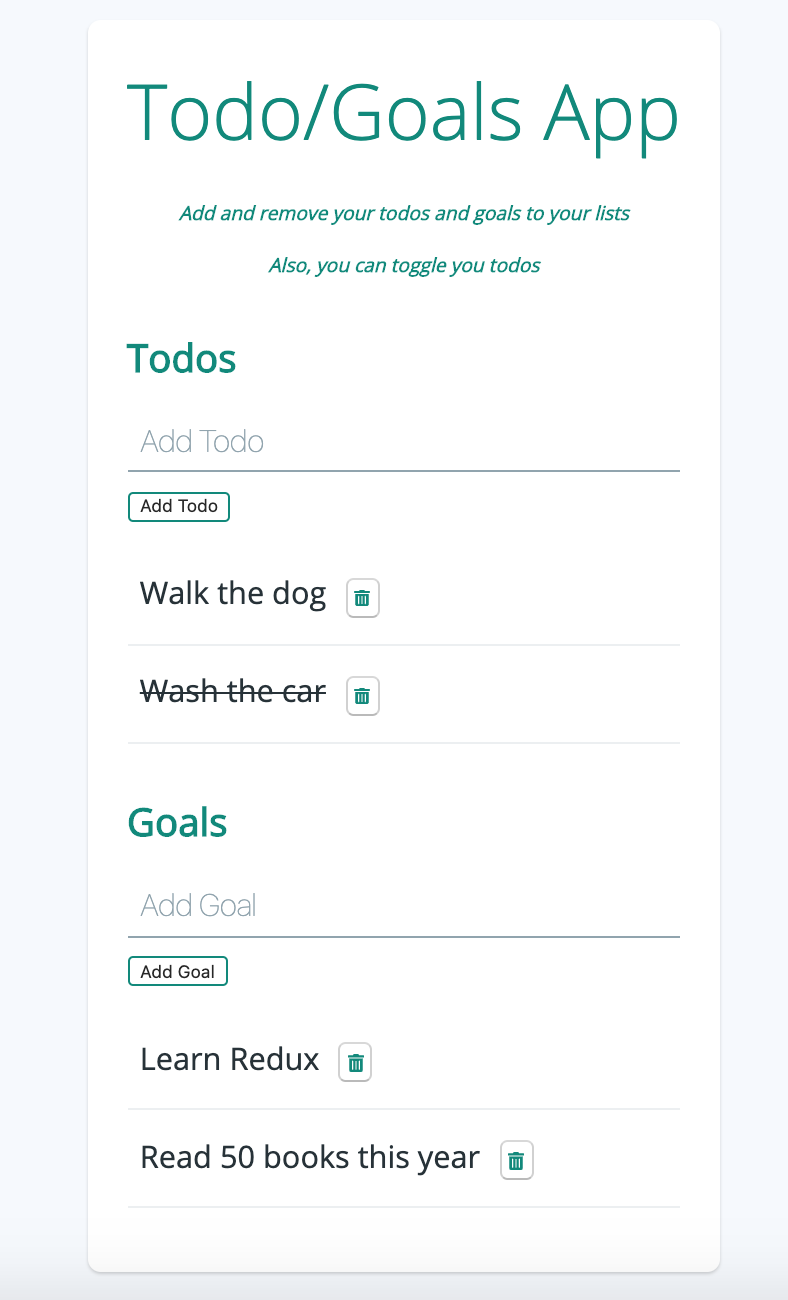 Todo/Goals App
Add and remove your todos and goals to your lists
Also, you can toggle you todos
Todos
Add Todo
Add Todo
Walk the dog
Wash the car
Goals
Add Goal
Add Goal
Learn Redux
Read 50 books this year